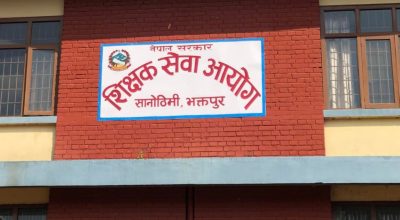 नेपाल सरकार
शिक्षक सेवा आयोग
सानोठिमी, भक्तपुर